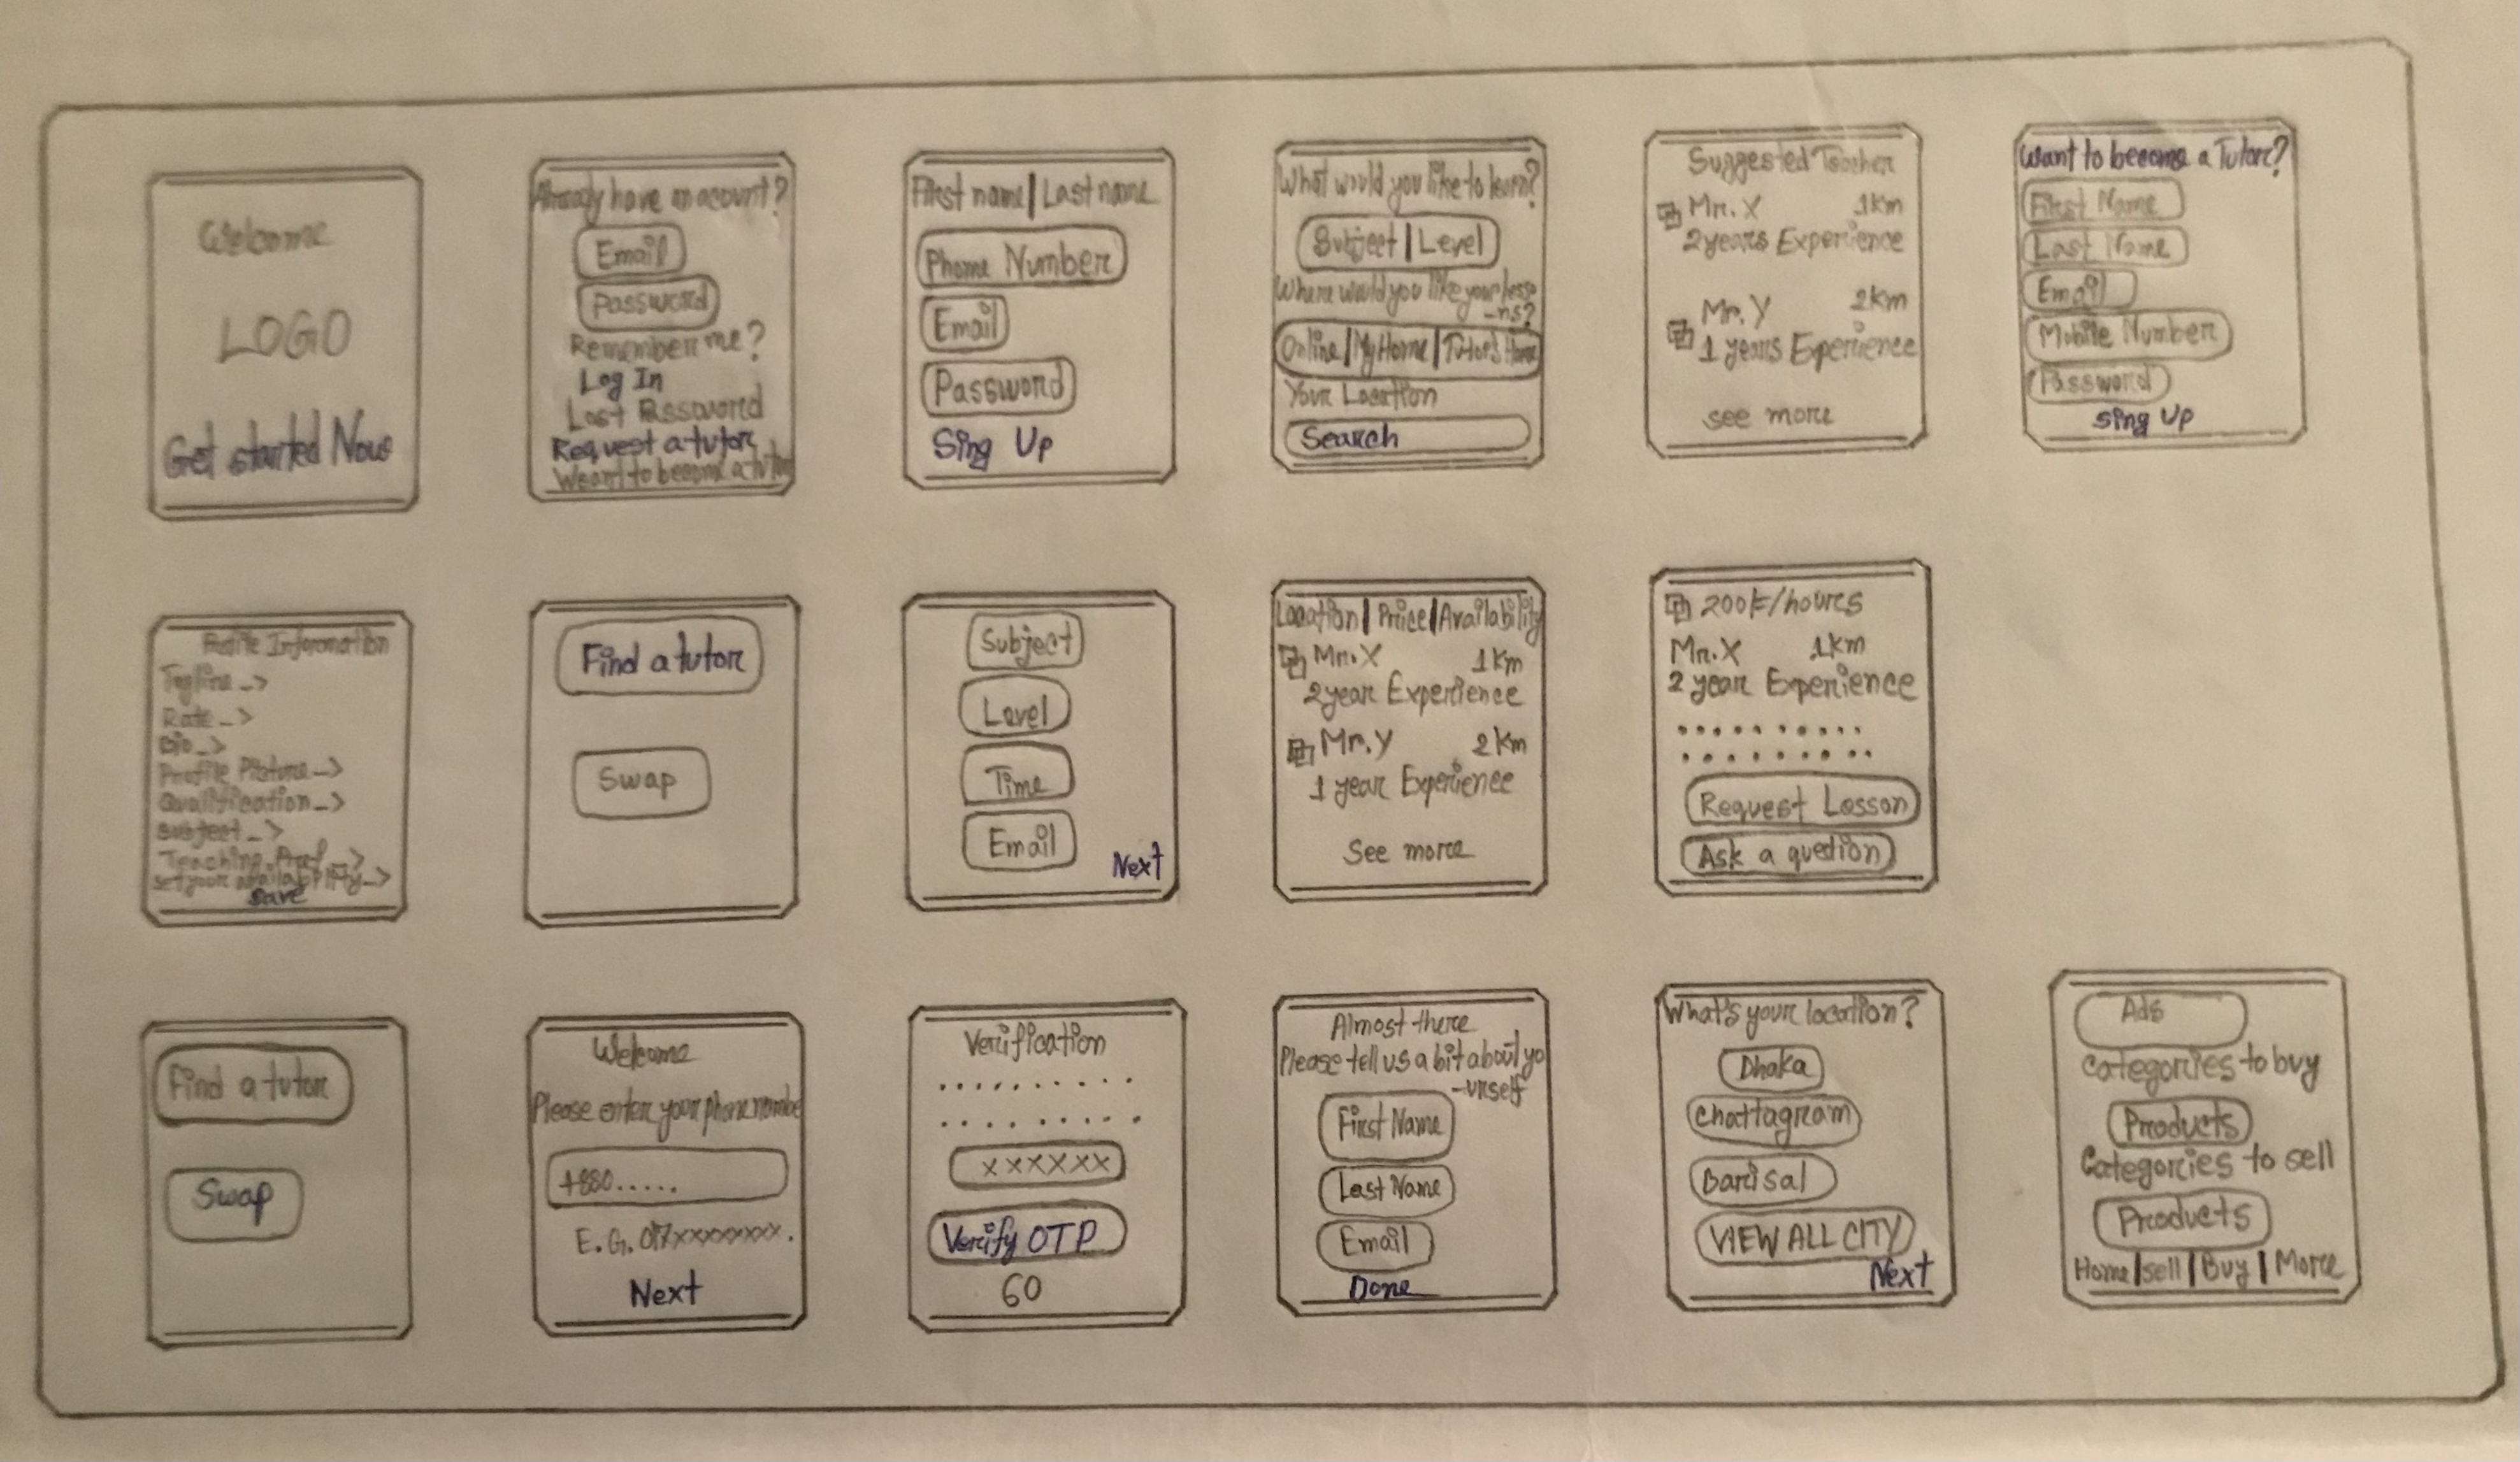 Welcome
LOGO
Get started Now
Already have an acount?
Email
Password
Remember me?
Log In
Lost Password
Request a tutor
Weant to become a tutor
First name | Last name
Phone Number
Email
Password
Sing Up
What would you like to learn?
Subject | Level
Where would you like your lesso
-ns?
Online | My Home | Tutor's Home
Your Location
Search
Suggested Teacher
Mr. X 1km
2 years Experience
Mr. Y 2km
1 years Experience
see more
Want to become a Tutor?
First Name
Last Name
Email
Mobile Number
Password
Sing Up
Profile Information
Tagline ->
Rate ->
Bio ->
Profile Picture ->
Qualification ->
Subject ->
Teaching Pref ->
set your availability ->
Save
Find a tutor
Swap
Subject
Level
Time
Email
Next
Location | Price | Availability
Mr. X 1km
2 year Experience
Mr. Y 2km
1 year Experience
See more
200৳/hours
Mr. X 1km
2 year Experience
Request Lesson
Ask a quedion
Find a tutor
Swap
Welcome
Please enter your phone numbe
+880.....
E.G. 017xxxxxxxx.
Next
Verification
xxxxxx
Verify OTP
60
Almost there
Please tell us a bit about yo
-urself
First Name
Last Name
Email
Done
What's your location?
Dhaka
Chattagram
Barisal
VIEW ALL CITY
Next
Ads
Categories to buy
Products
Categories to sell
Products
Home | sell | Buy | More